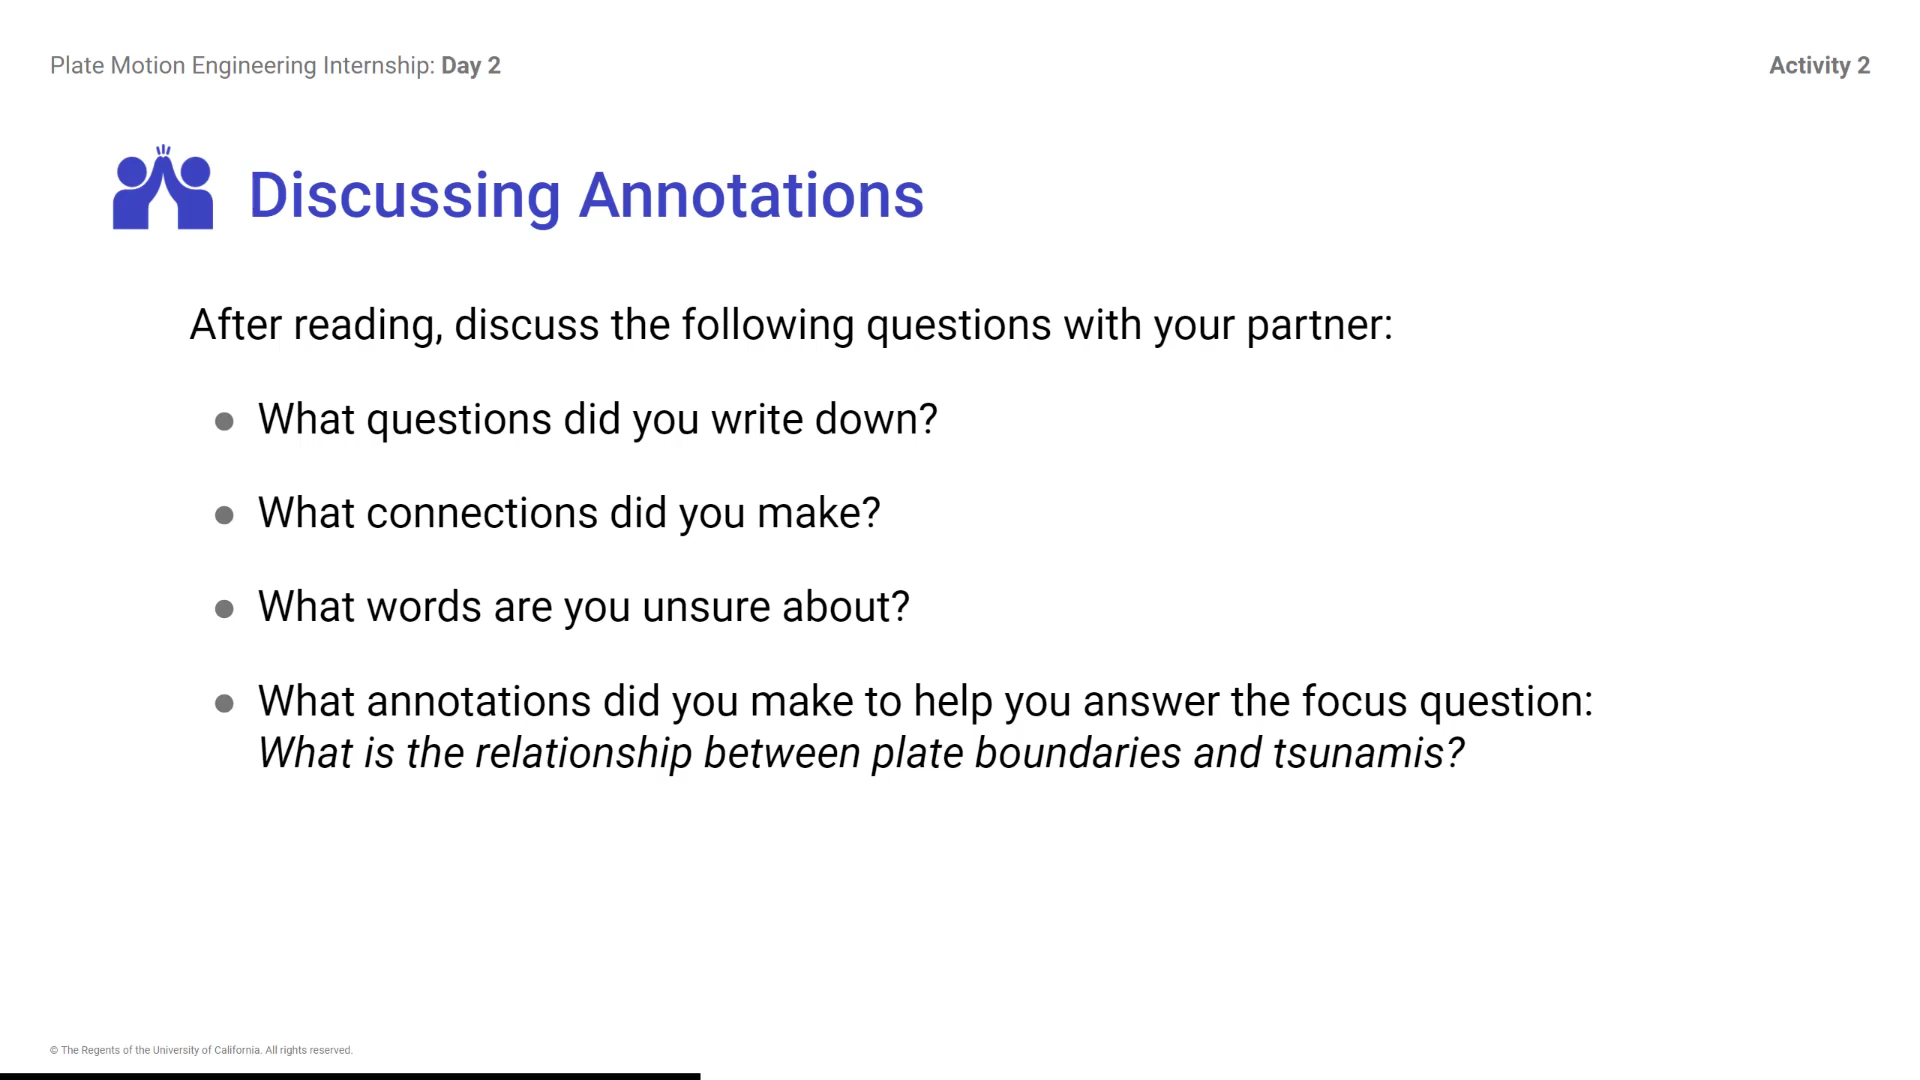 Plate Motion Engineering Internship: Day 2
Activity 2
Discussing Annotations
After reading, discuss the following questions with your partner:
● What questions did you write down?
● What connections did you make?
● What words are you unsure about?
● What annotations did you make to help you answer the focus question:
What is the relationship between plate boundaries and tsunamis?
© The Regents of the University of California. All rights reserved.